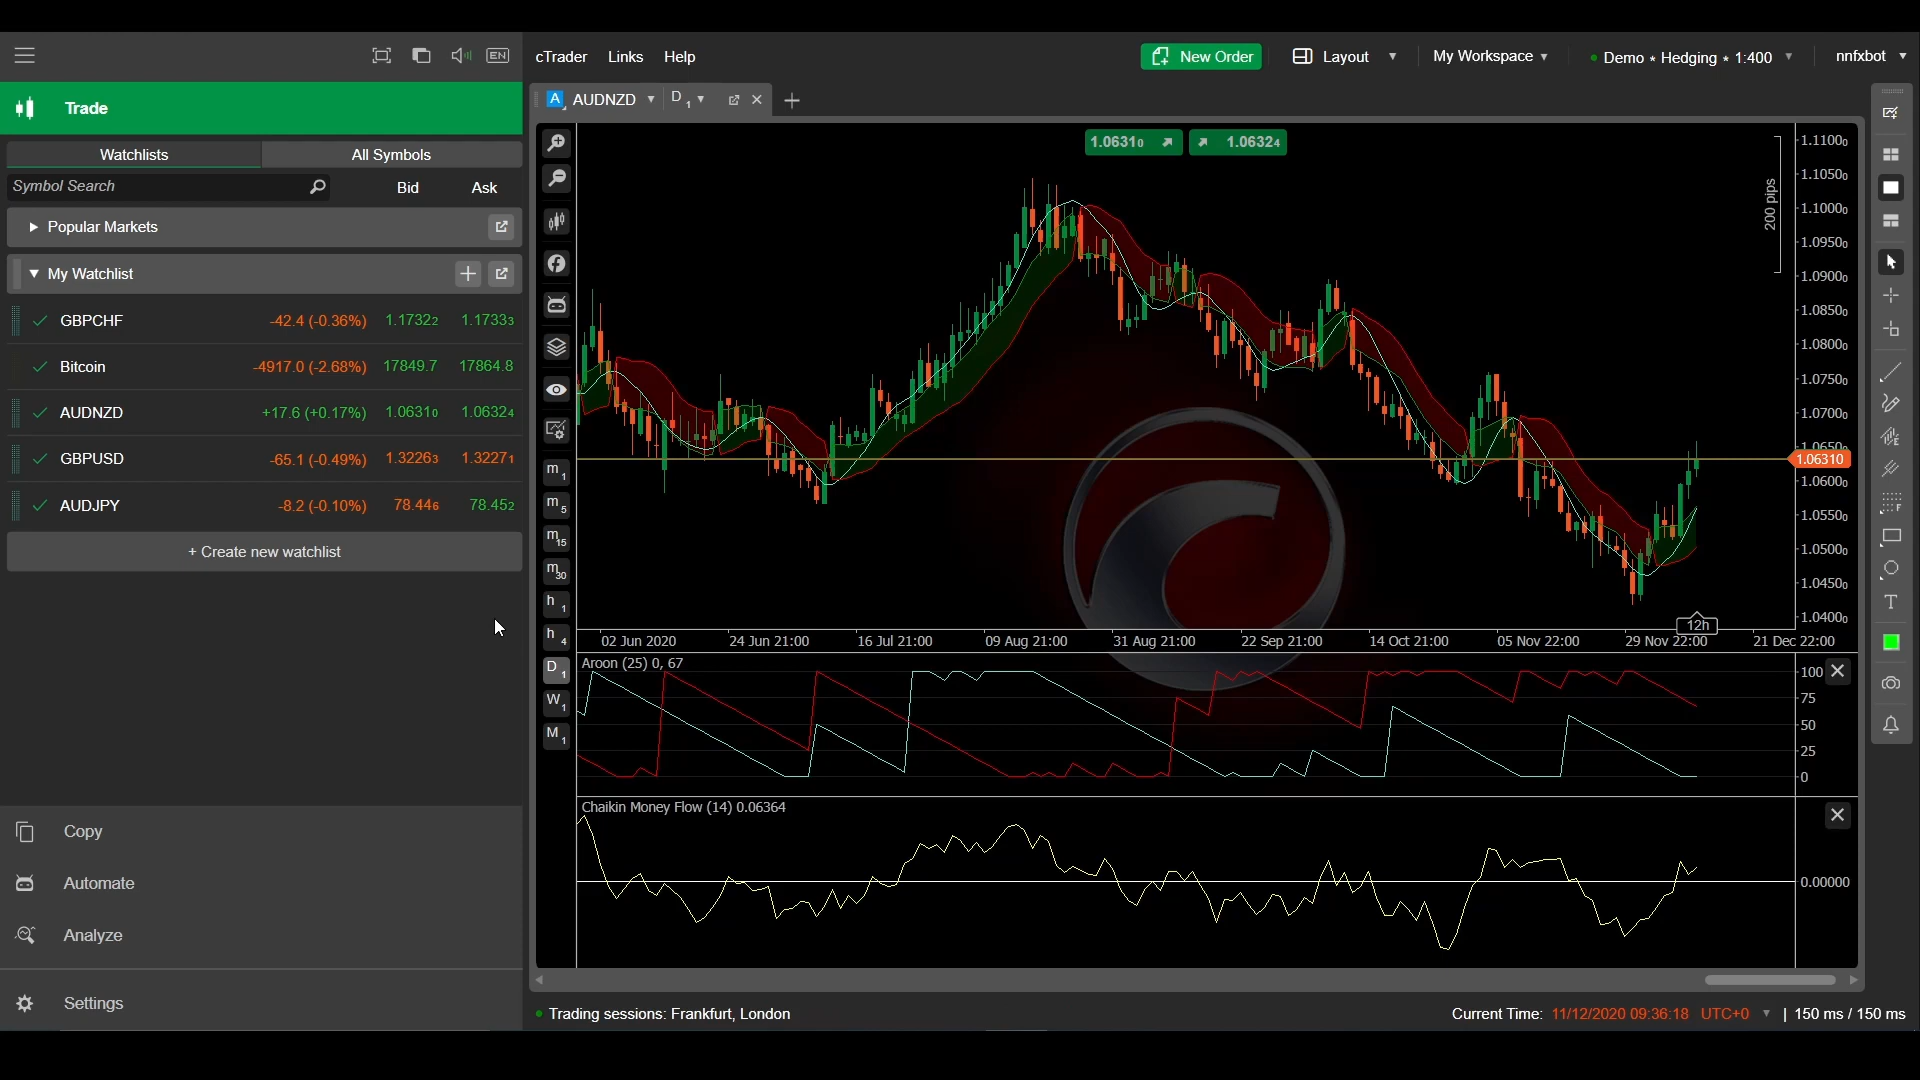 EN
cTrader Links Help
New Order
Layout
My Workspace
Demo • Hedging • 1:400
nnfxbot
Trade
Watchlists
All Symbols
Symbol Search
Bid
Ask
Popular Markets
My Watchlist
GBPCHF -42.4 (-0.36%) 1.17322 1.17333
Bitcoin -4917.0 (-2.68%) 17849.7 17864.8
AUDNZD +17.6 (+0.17%) 1.06310 1.06324
GBPUSD -65.1 (-0.49%) 1.32263 1.32271
AUDJPY -8.2 (-0.10%) 78.446 78.452
+ Create new watchlist
Copy
Automate
Analyze
Settings
A AUDNZD D1
1.06310 1.06324
200 pips
m1
m5
m15
m30
h1
h4
D1
W1
M1
1.11000
1.10500
1.10000
1.09500
1.09000
1.08500
1.08000
1.07500
1.07000
1.06500
1.06310
1.06000
1.05500
1.05000
1.04500
1.04000
12h
02 Jun 2020 24 Jun 21:00 16 Jul 21:00 09 Aug 21:00 31 Aug 21:00 22 Sep 21:00 14 Oct 21:00 05 Nov 22:00 29 Nov 22:00 21 Dec 22:00
Aroon (25) 0, 67
100
75
50
25
0
Chaikin Money Flow (14) 0.06364
0.00000
E
F
T
Trading sessions: Frankfurt, London
Current Time: 11/12/2020 09:36:18 UTC+0 | 150 ms / 150 ms